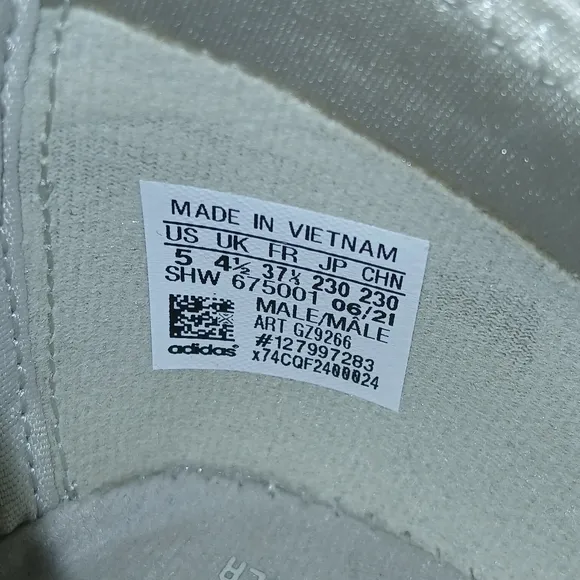 MADE IN VIETNAM
US UK FR JP CHN
5 4½ 37⅓ 230 230
SHW 675001 06/21
MALE/MÂLE
ART GZ9266
#127997283
adidas x74CQF2400024